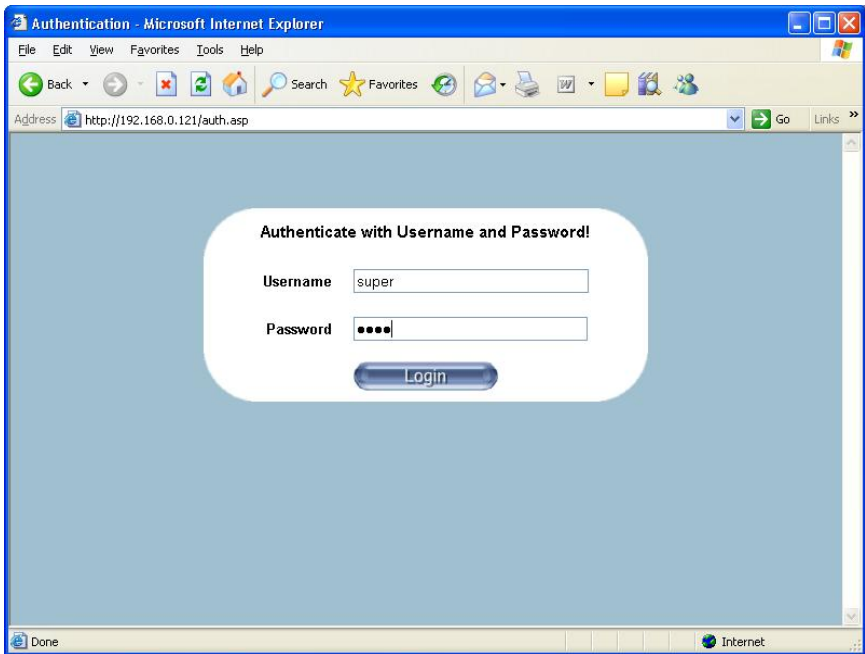 Authentication - Microsoft Internet Explorer
File Edit View Favorites Tools Help
Back Search Favorites W
Address http://192.168.0.121/auth.asp Go Links »
Authenticate with Username and Password!
Username super
Password ••••
Login
Done Internet